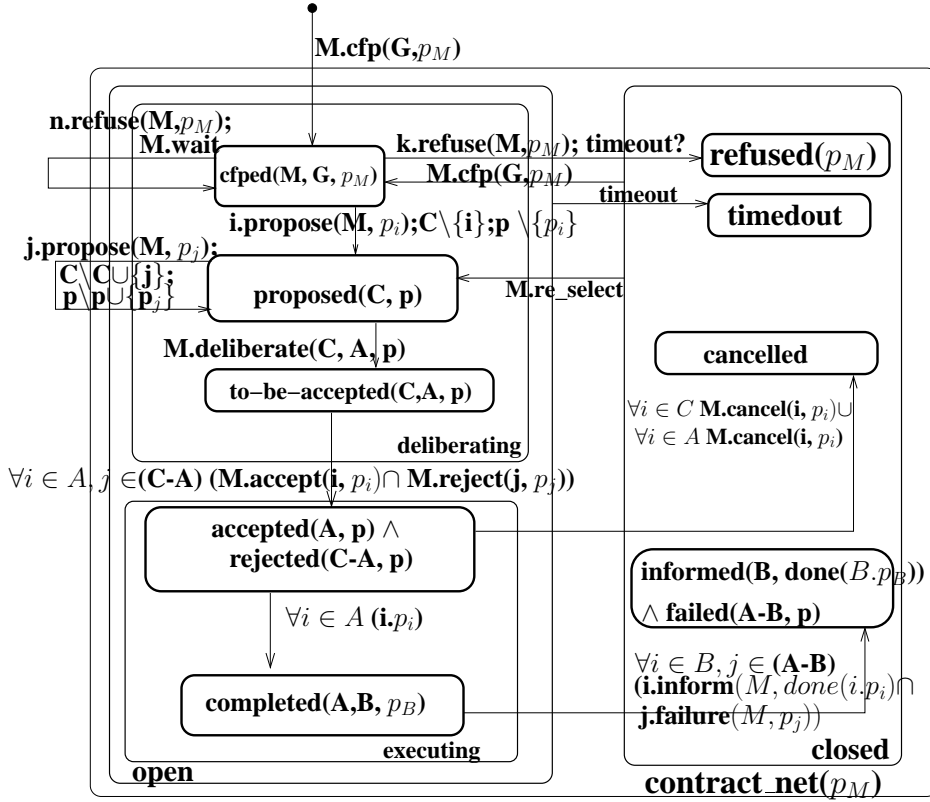 M.cfp(G,p_M)
n.refuse(M,p_M);
M.wait
k.refuse(M,p_M); timeout?
refused(p_M)
cfped(M, G, p_M)
M.cfp(G,p_M)
timeout
timedout
i.propose(M, p_i);C\{i};p \{p_i}
j.propose(M, p_j);
C\C∪{j};
p\p∪{p_j}
proposed(C, p)
M.re_select
M.deliberate(C, A, p)
cancelled
to−be−accepted(C,A, p)
∀i ∈ C M.cancel(i, p_i)∪
∀i ∈ A M.cancel(i, p_i)
deliberating
∀i ∈ A, j ∈(C-A) (M.accept(i, p_i)∩ M.reject(j, p_j))
accepted(A, p) ∧
rejected(C-A, p)
informed(B, done(B.p_B))
∧ failed(A-B, p)
∀i ∈ A (i.p_i)
∀i ∈ B, j ∈ (A-B)
(i.inform(M, done(i.p_i)∩
j.failure(M, p_j))
completed(A,B, p_B)
executing
closed
open
contract_net(p_M)